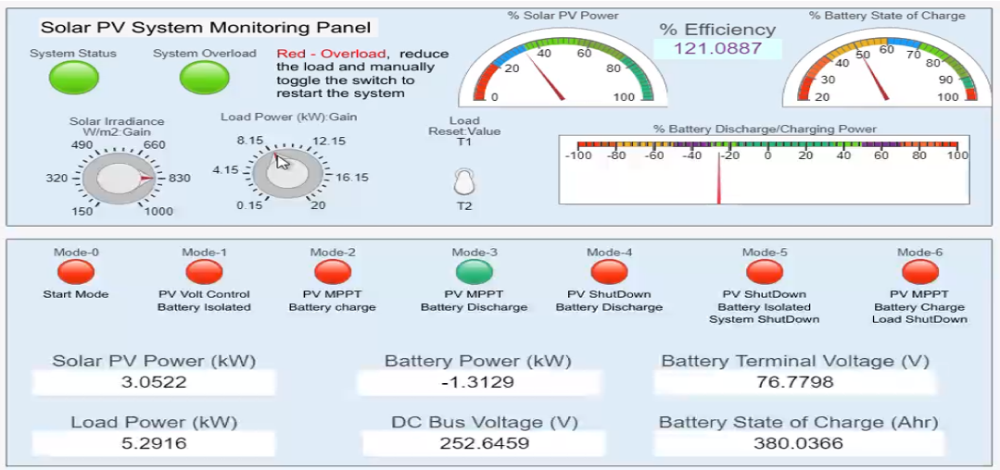 Solar PV System Monitoring Panel
System Status
System Overload
Red - Overload, reduce
the load and manually
toggle the switch to
restart the system
% Solar PV Power
0 20 40 60 80 100
% Efficiency
121.0887
% Battery State of Charge
20 30 40 50 60 70 80 90 100
Solar Irradiance
W/m2:Gain
150 320 490 660 830 1000
Load Power (kW):Gain
0.15 4.15 8.15 12.15 16.15 20
Load
Reset:Value
T1
T2
% Battery Discharge/Charging Power
-100 -80 -60 -40 -20 0 20 40 60 80 100
Mode-0
Start Mode
Mode-1
PV Volt Control
Battery Isolated
Mode-2
PV MPPT
Battery charge
Mode-3
PV MPPT
Battery Discharge
Mode-4
PV ShutDown
Battery Discharge
Mode-5
PV ShutDown
Battery Isolated
System ShutDown
Mode-6
PV MPPT
Battery Charge
Load ShutDown
Solar PV Power (kW)
3.0522
Battery Power (kW)
-1.3129
Battery Terminal Voltage (V)
76.7798
Load Power (kW)
5.2916
DC Bus Voltage (V)
252.6459
Battery State of Charge (Ahr)
380.0366